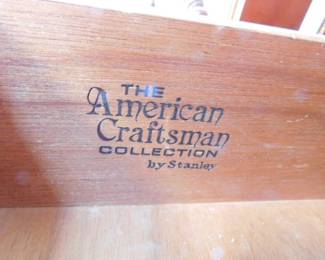 THE
American
Craftsman
COLLECTION
by Stanley